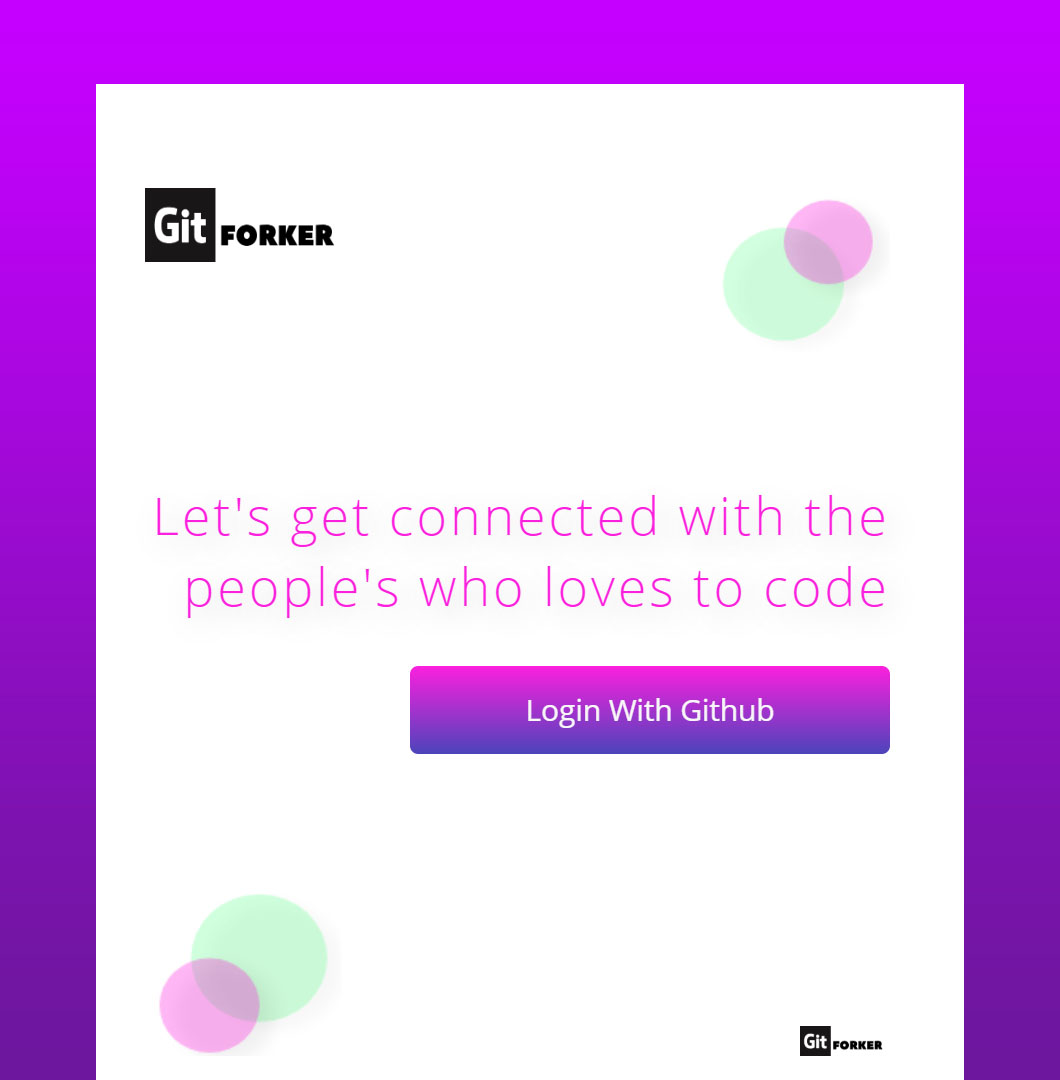 Git FORKER
Let's get connected with the
people's who loves to code
Login With Github
Git FORKER